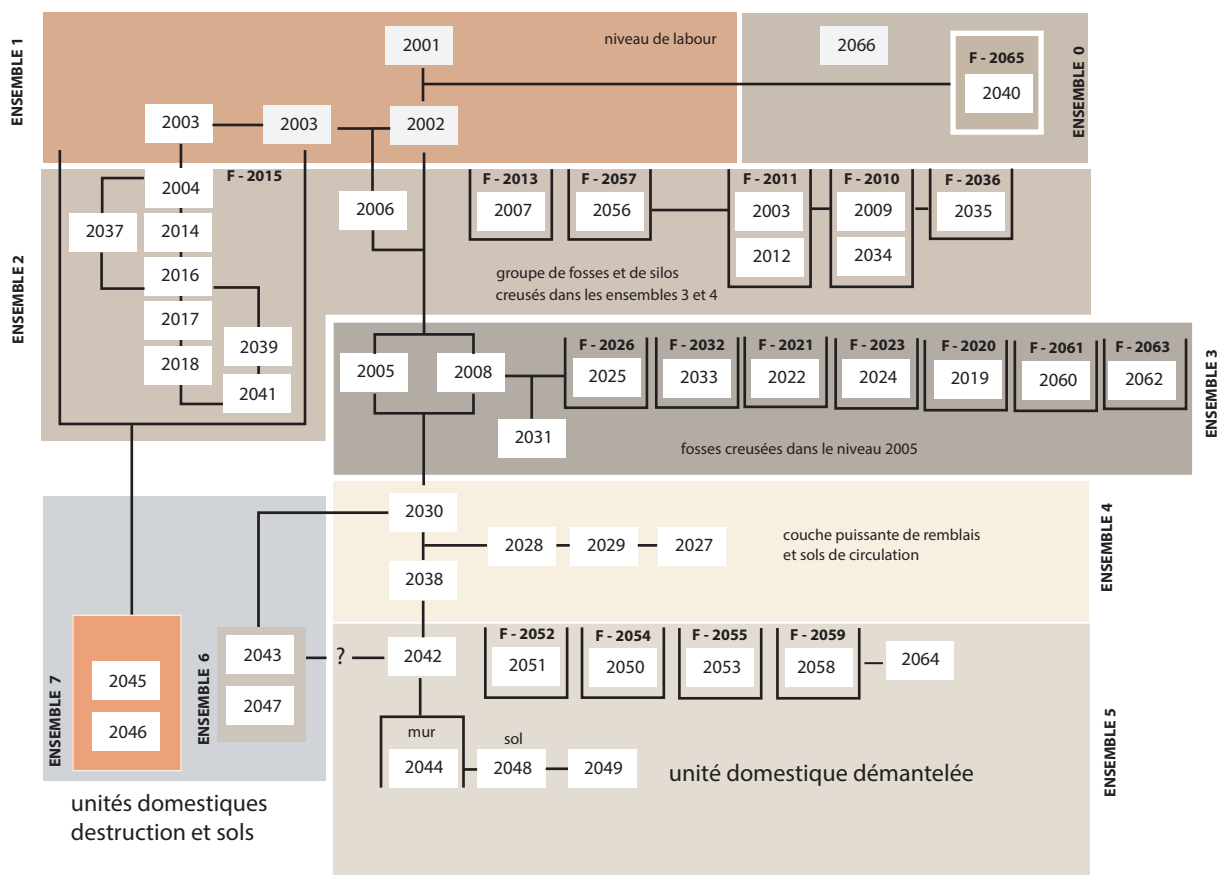 ENSEMBLE 1
2001
niveau de labour
2003
2003
2002
2066
F - 2065
2040
ENSEMBLE 0
ENSEMBLE 2
2004
F - 2015
2037
2014
2016
2017
2018
2039
2041
2006
F - 2013
2007
F - 2057
2056
F - 2011
2003
2012
F - 2010
2009
2034
F - 2036
2035
groupe de fosses et de silos
creusés dans les ensembles 3 et 4
2005
2008
2031
F - 2026
2025
F - 2032
2033
F - 2021
2022
F - 2023
2024
F - 2020
2019
F - 2061
2060
F - 2063
2062
fosses creusées dans le niveau 2005
ENSEMBLE 3
2030
2028
2029
2027
2038
couche puissante de remblais
et sols de circulation
ENSEMBLE 4
ENSEMBLE 7
2045
2046
ENSEMBLE 6
2043
2047
?
2042
F - 2052
2051
F - 2054
2050
F - 2055
2053
F - 2059
2058
2064
mur
2044
sol
2048
2049
unité domestique démantelée
ENSEMBLE 5
unités domestiques
destruction et sols